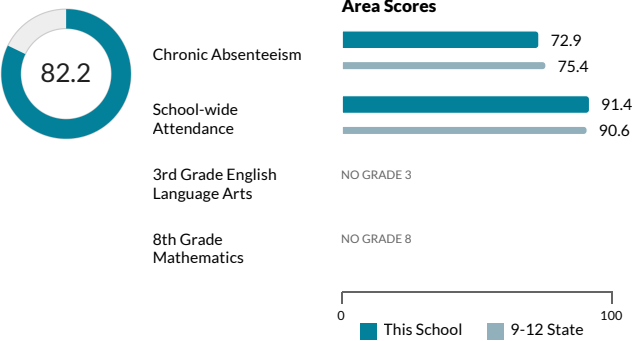 Area Scores
82.2
Chronic Absenteeism
72.9
75.4
School-wide
Attendance
91.4
90.6
3rd Grade English
Language Arts
NO GRADE 3
8th Grade
Mathematics
NO GRADE 8
0
100
This School
9-12 State